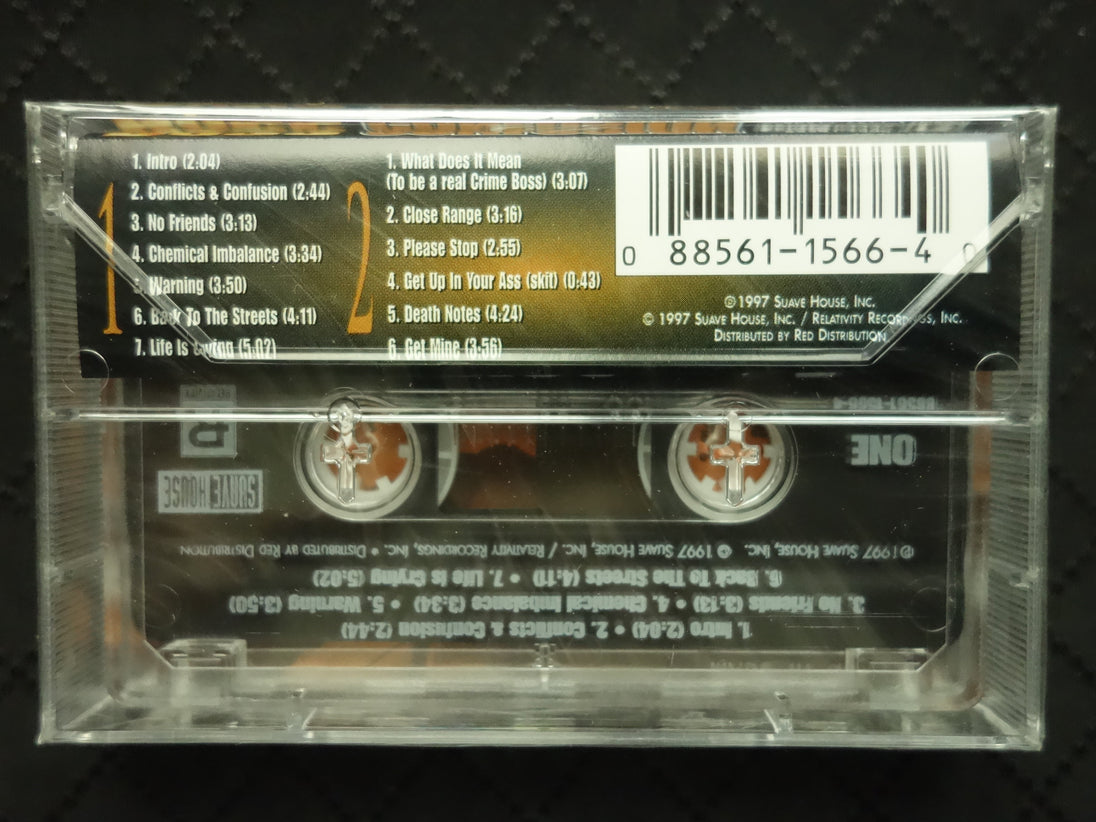 1
1. Intro (2:04)
2. Conflicts & Confusion (2:44)
3. No Friends (3:13)
4. Chemical Imbalance (3:34)
5. Warning (3:50)
6. Back To The Streets (4:11)
7. Life Is Crying (5:02)
2
1. What Does it Mean
(To be a real Crime Boss) (3:07)
2. Close Range (3:16)
3. Please Stop (2:55)
4. Get Up In Your Ass (skit) (0:43)
5. Death Notes (4:24)
6. Get Mine (3:56)
0 88561-1566-4 0
℗ 1997 Suave House, Inc.
© 1997 Suave House, Inc. / Relativity Recordings, Inc.
Distributed by Red Distribution
88561-1566-4
ONE
SUAVE HOUSE
℗ 1997 Suave House, Inc. © 1997 Suave House, Inc. / Relativity Recordings, Inc. • Distributed by Red Distribution
6. Back To The Streets (4:11) • 7. Life Is Crying (5:02)
3. No Friends (3:13) • 4. Chemical Imbalance (3:34) • 5. Warning (3:50)
1. Intro (2:04) • 2. Conflicts & Confusion (2:44)